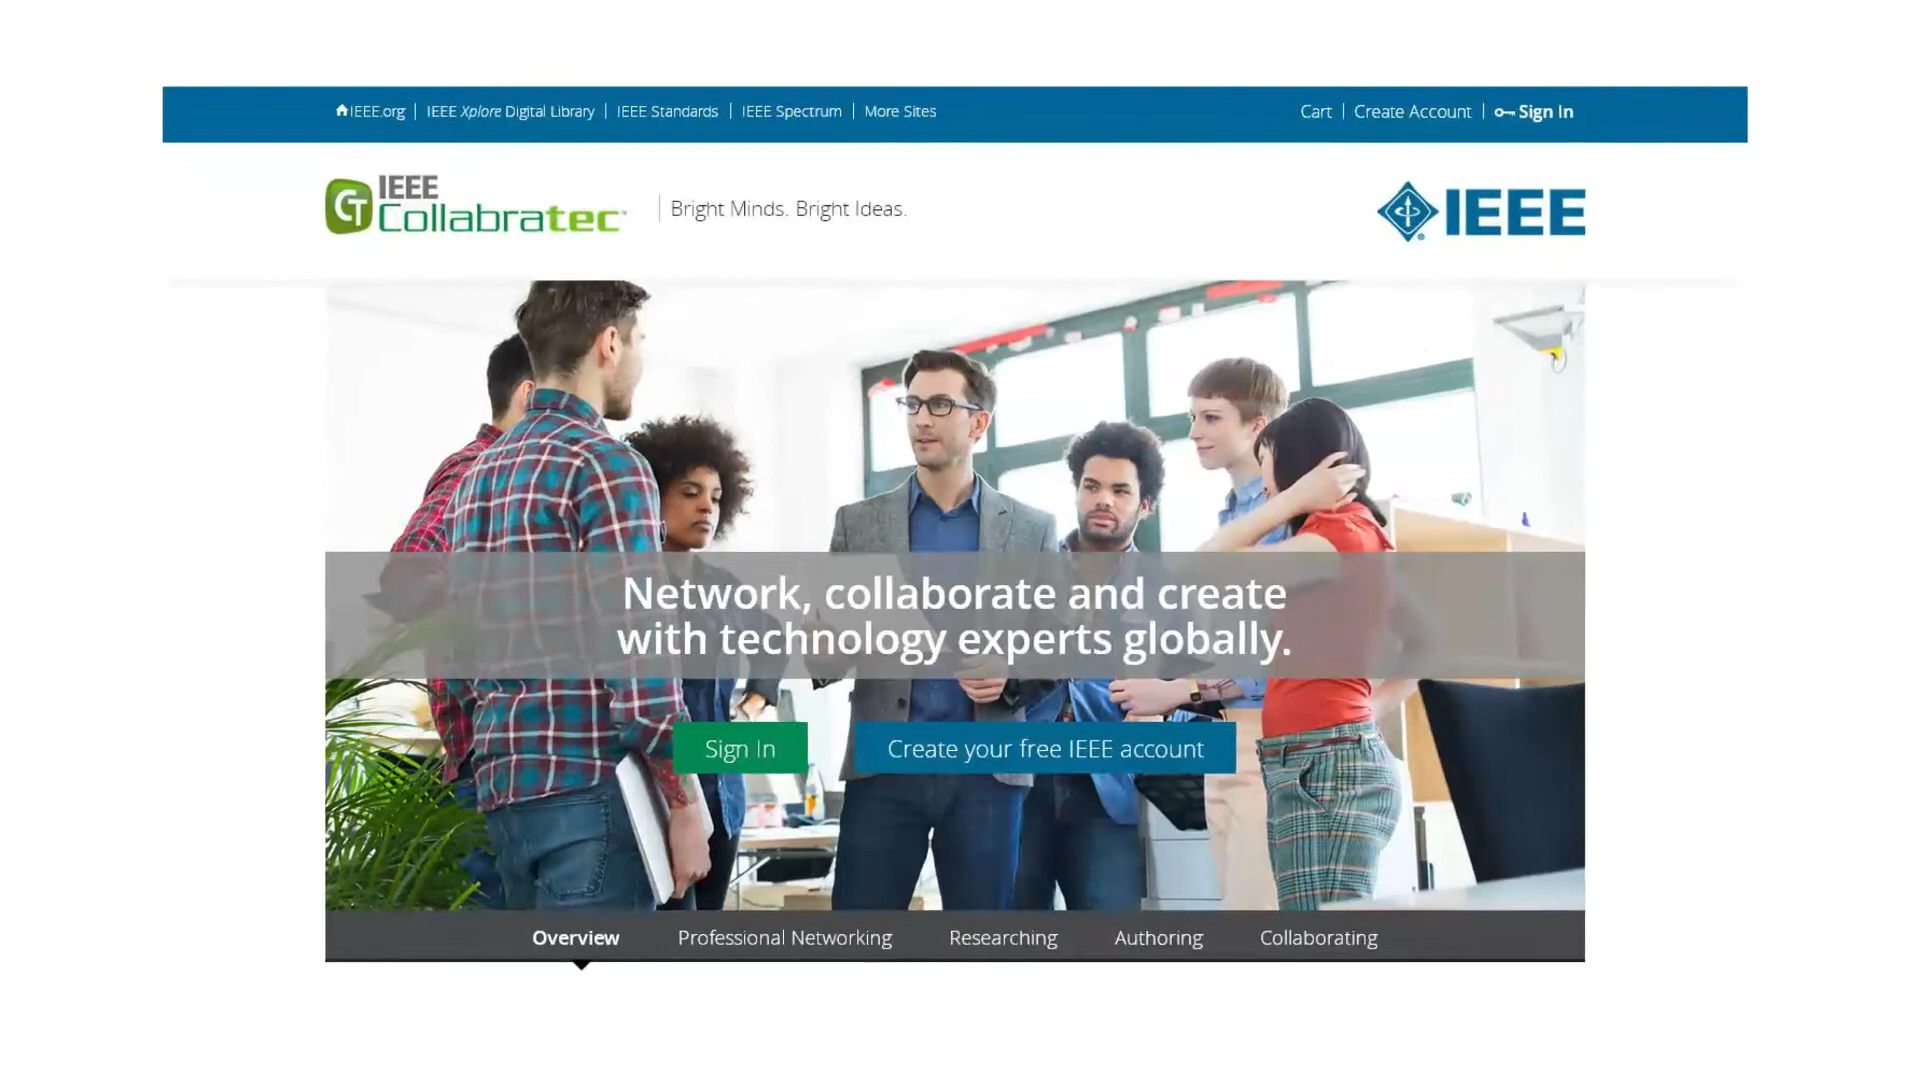 IEEE.org | IEEE Xplore Digital Library | IEEE Standards | IEEE Spectrum | More Sites
Cart | Create Account | Sign In
IEEE
Collabratec
Bright Minds. Bright Ideas.
IEEE
Network, collaborate and create
with technology experts globally.
Sign In
Create your free IEEE account
Overview
Professional Networking
Researching
Authoring
Collaborating